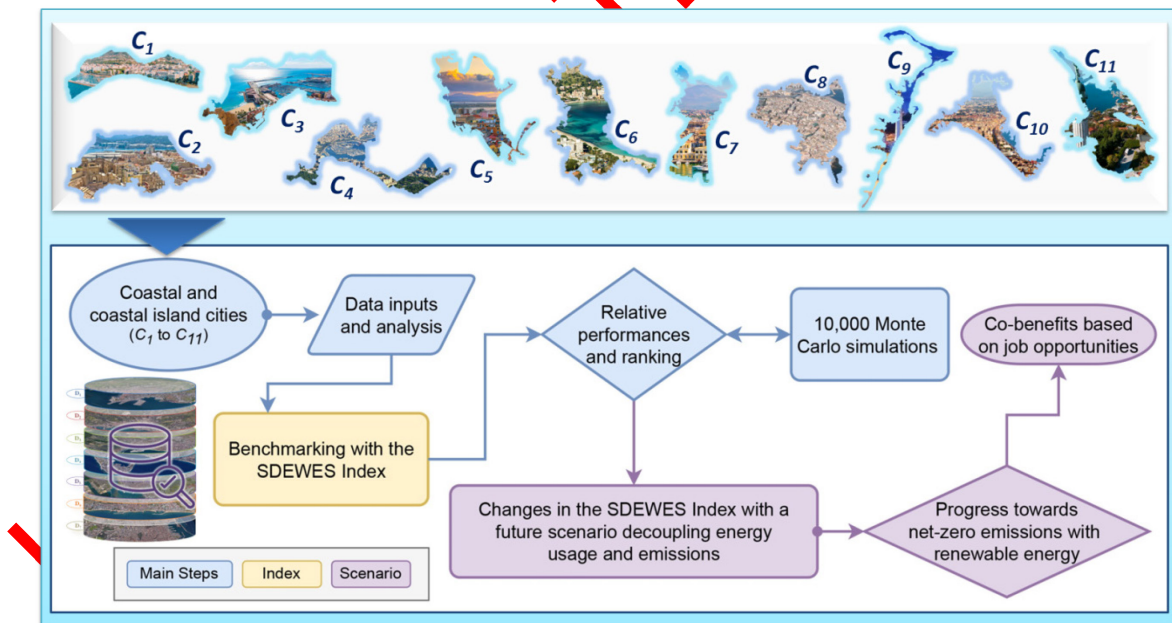 C1
C2
C3
C4
C5
C6
C7
C8
C9
C10
C11
Coastal and
coastal island cities
(C1 to C11)
Data inputs
and analysis
Relative
performances
and ranking
10,000 Monte
Carlo simulations
Co-benefits based
on job opportunities
Benchmarking with the
SDEWES Index
Changes in the SDEWES Index with a
future scenario decoupling energy
usage and emissions
Progress towards
net-zero emissions with
renewable energy
Main Steps
Index
Scenario